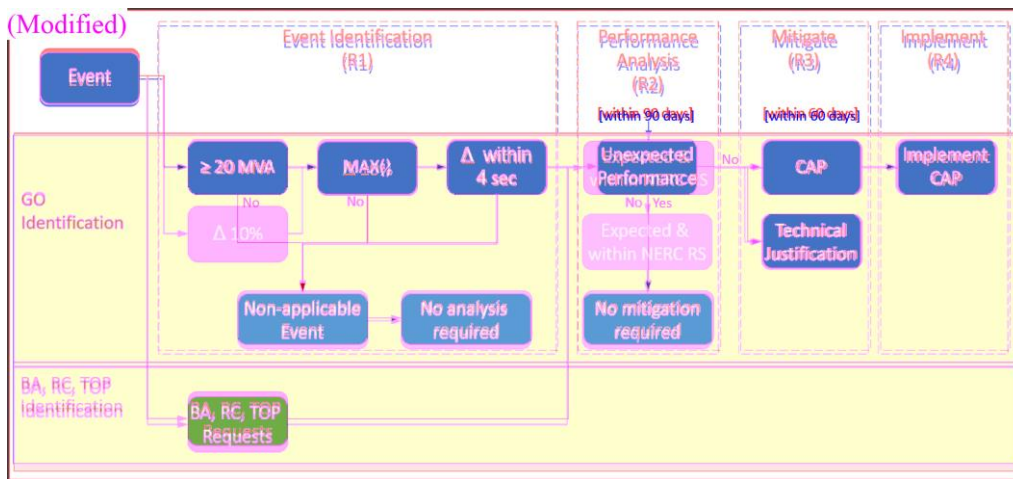 (Modified)
Event
Event Identification
(R1)
Performance
Analysis
(R2)
[within 90 days]
Mitigate
(R3)
[within 60 days]
Implement
(R4)
GO
Identification
≥ 20 MVA
Δ 10%
No
No
Δ within
4 sec
Unexpected
Performance
No
No
Yes
Expected &
within NERC RS
CAP
Implement
CAP
Technical
Justification
Non-applicable
Event
No analysis
required
No mitigation
required
BA, RC, TOP
Identification
BA, RC, TOP
Requests